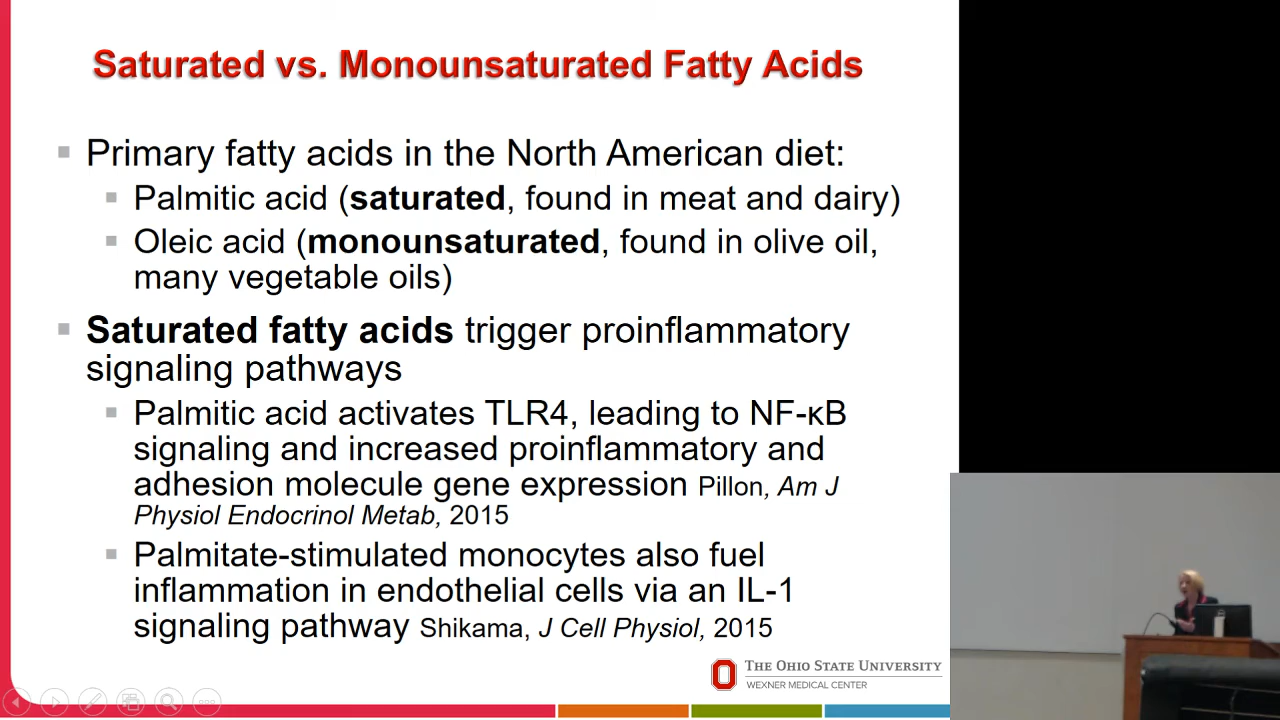 Saturated vs. Monounsaturated Fatty Acids
Primary fatty acids in the North American diet:
Palmitic acid (saturated, found in meat and dairy)
Oleic acid (monounsaturated, found in olive oil,
many vegetable oils)
Saturated fatty acids trigger proinflammatory
signaling pathways
Palmitic acid activates TLR4, leading to NF-κB
signaling and increased proinflammatory and
adhesion molecule gene expression Pillon, Am J
Physiol Endocrinol Metab, 2015
Palmitate-stimulated monocytes also fuel
inflammation in endothelial cells via an IL-1
signaling pathway Shikama, J Cell Physiol, 2015
THE OHIO STATE UNIVERSITY
WEXNER MEDICAL CENTER